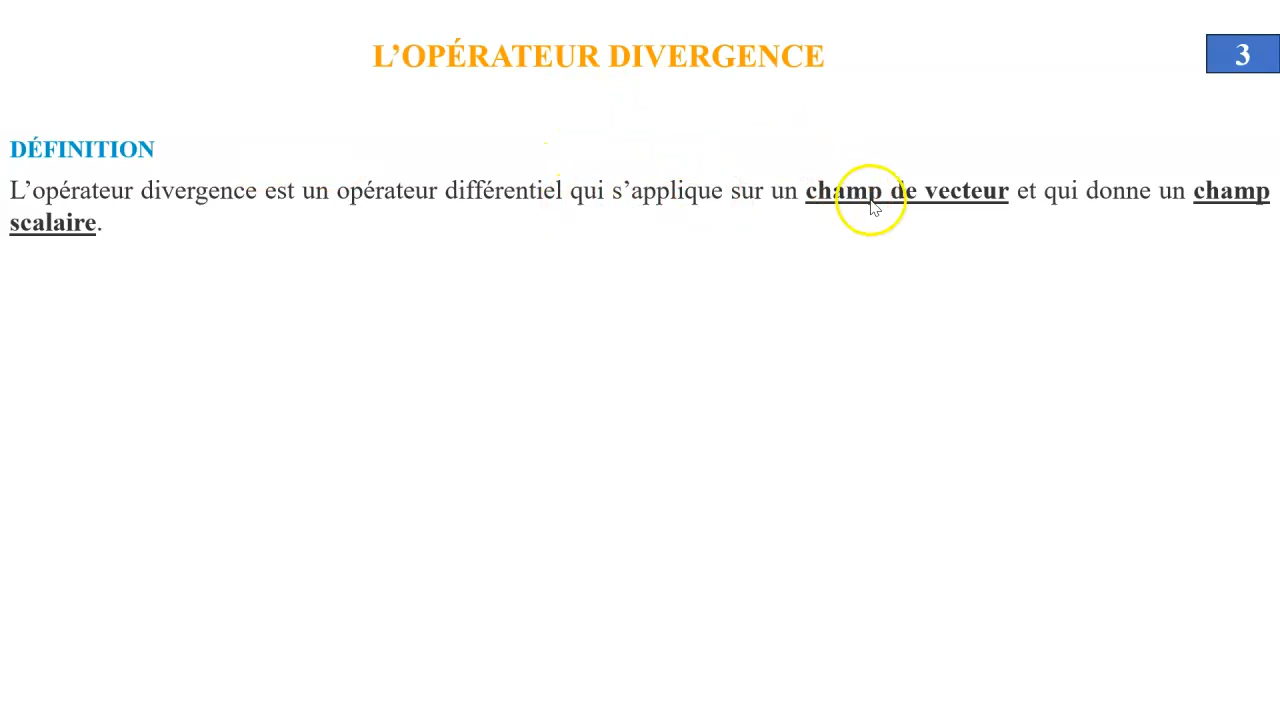 L’OPÉRATEUR DIVERGENCE
3
DÉFINITION
L’opérateur divergence est un opérateur différentiel qui s’applique sur un champ de vecteur et qui donne un champ
scalaire.